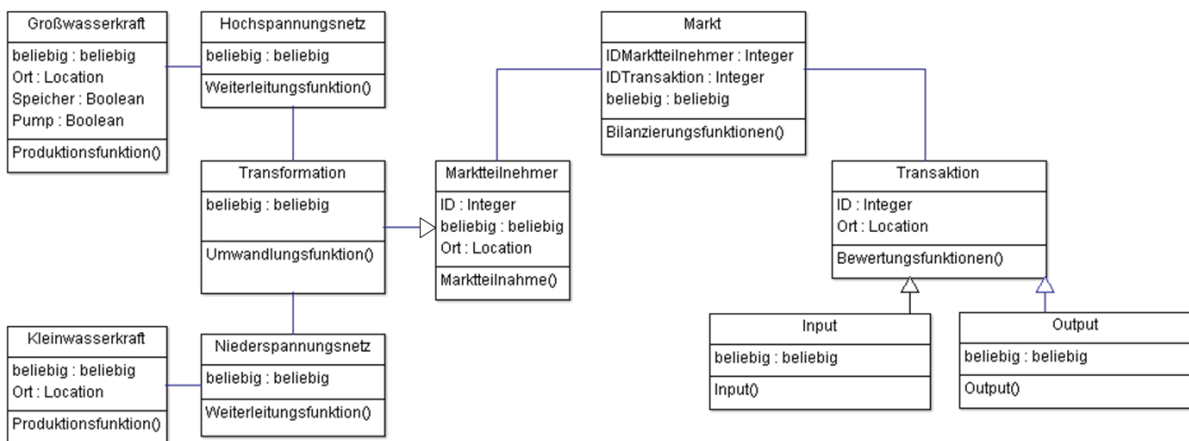 Großwasserkraft
beliebig : beliebig
Ort : Location
Speicher : Boolean
Pump : Boolean
Produktionsfunktion()
Hochspannungsnetz
beliebig : beliebig
Weiterleitungsfunktion()
Markt
IDMarktteilnehmer : Integer
IDTransaktion : Integer
beliebig : beliebig
Bilanzierungsfunktionen()
Transformation
beliebig : beliebig
Umwandlungsfunktion()
Marktteilnehmer
ID : Integer
beliebig : beliebig
Ort : Location
Marktteilnahme()
Transaktion
ID : Integer
Ort : Location
Bewertungsfunktionen()
Kleinwasserkraft
beliebig : beliebig
Ort : Location
Produktionsfunktion()
Niederspannungsnetz
beliebig : beliebig
Weiterleitungsfunktion()
Input
beliebig : beliebig
Input()
Output
beliebig : beliebig
Output()